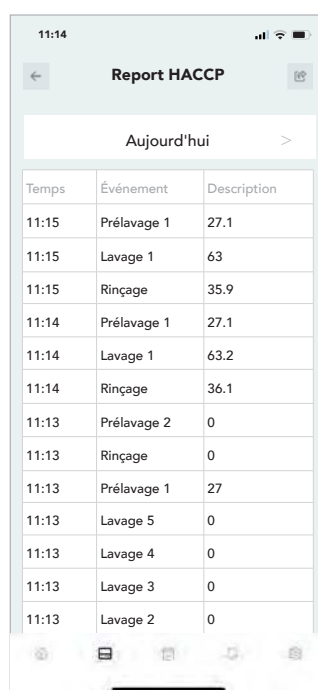 11:14
Report HACCP
Aujourd'hui >
Temps Événement Description
11:15 Prélavage 1 27.1
11:15 Lavage 1 63
11:15 Rinçage 35.9
11:14 Prélavage 1 27.1
11:14 Lavage 1 63.2
11:14 Rinçage 36.1
11:13 Prélavage 2 0
11:13 Rinçage 0
11:13 Prélavage 1 27
11:13 Lavage 5 0
11:13 Lavage 4 0
11:13 Lavage 3 0
11:13 Lavage 2 0